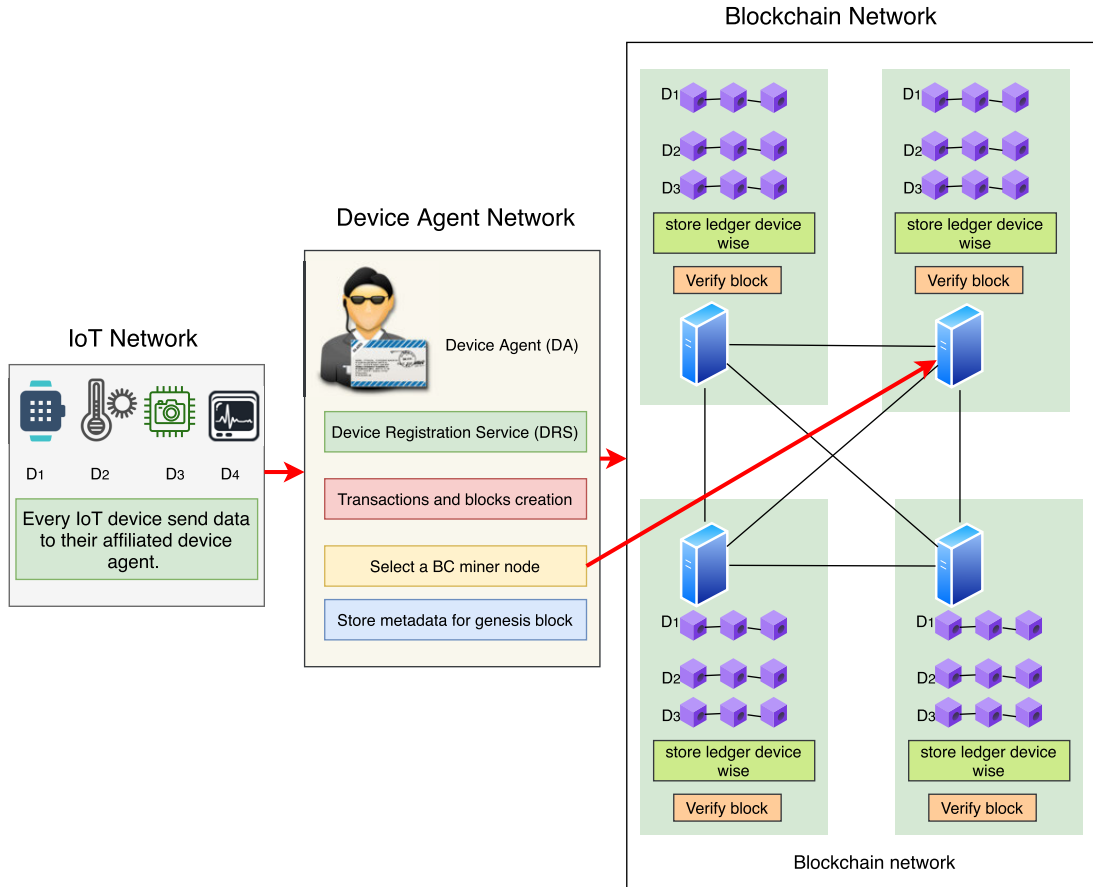 Blockchain Network
D1
D2
D3
store ledger device
wise
Verify block
D1
D2
D3
store ledger device
wise
Verify block
Device Agent Network
Device Agent (DA)
Device Registration Service (DRS)
Transactions and blocks creation
Select a BC miner node
Store metadata for genesis block
IoT Network
D1
D2
D3
D4
Every IoT device send data
to their affiliated device
agent.
D1
D2
D3
store ledger device
wise
Verify block
D1
D2
D3
store ledger device
wise
Verify block
Blockchain network